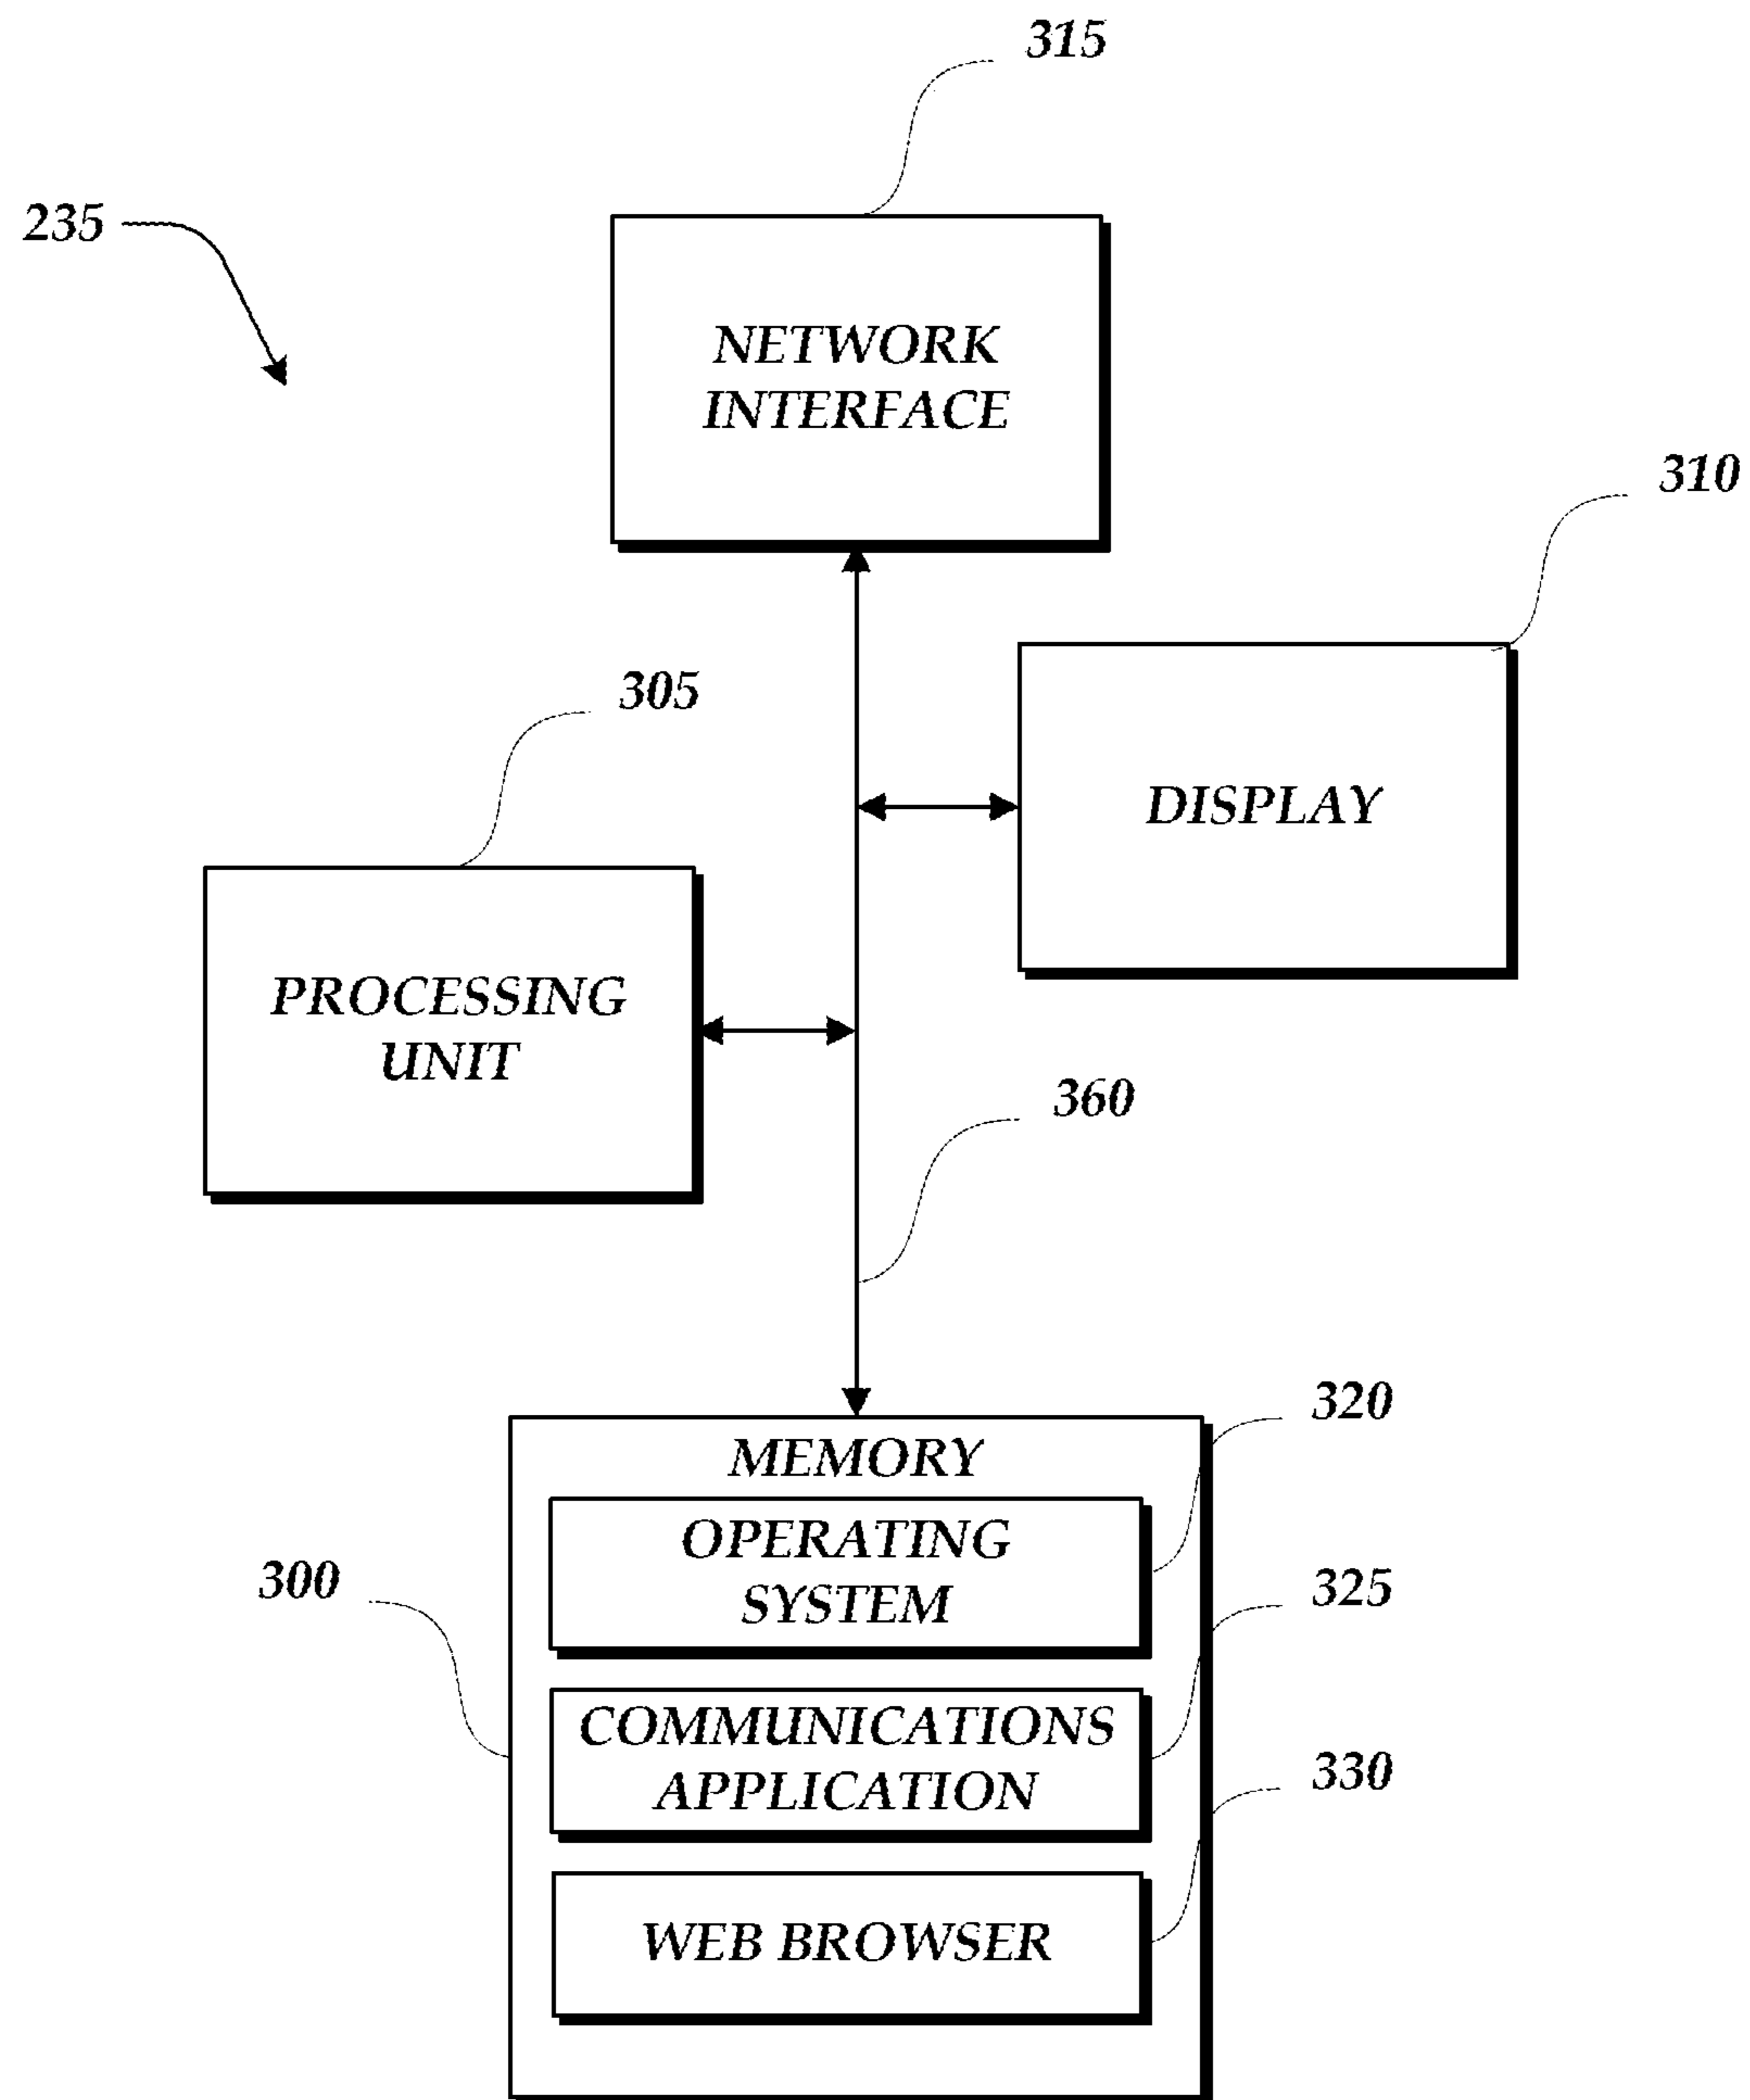 315
235
NETWORK
INTERFACE
310
305
DISPLAY
PROCESSING
UNIT
360
320
MEMORY
OPERATING
SYSTEM
300
325
COMMUNICATIONS
APPLICATION
330
WEB BROWSER